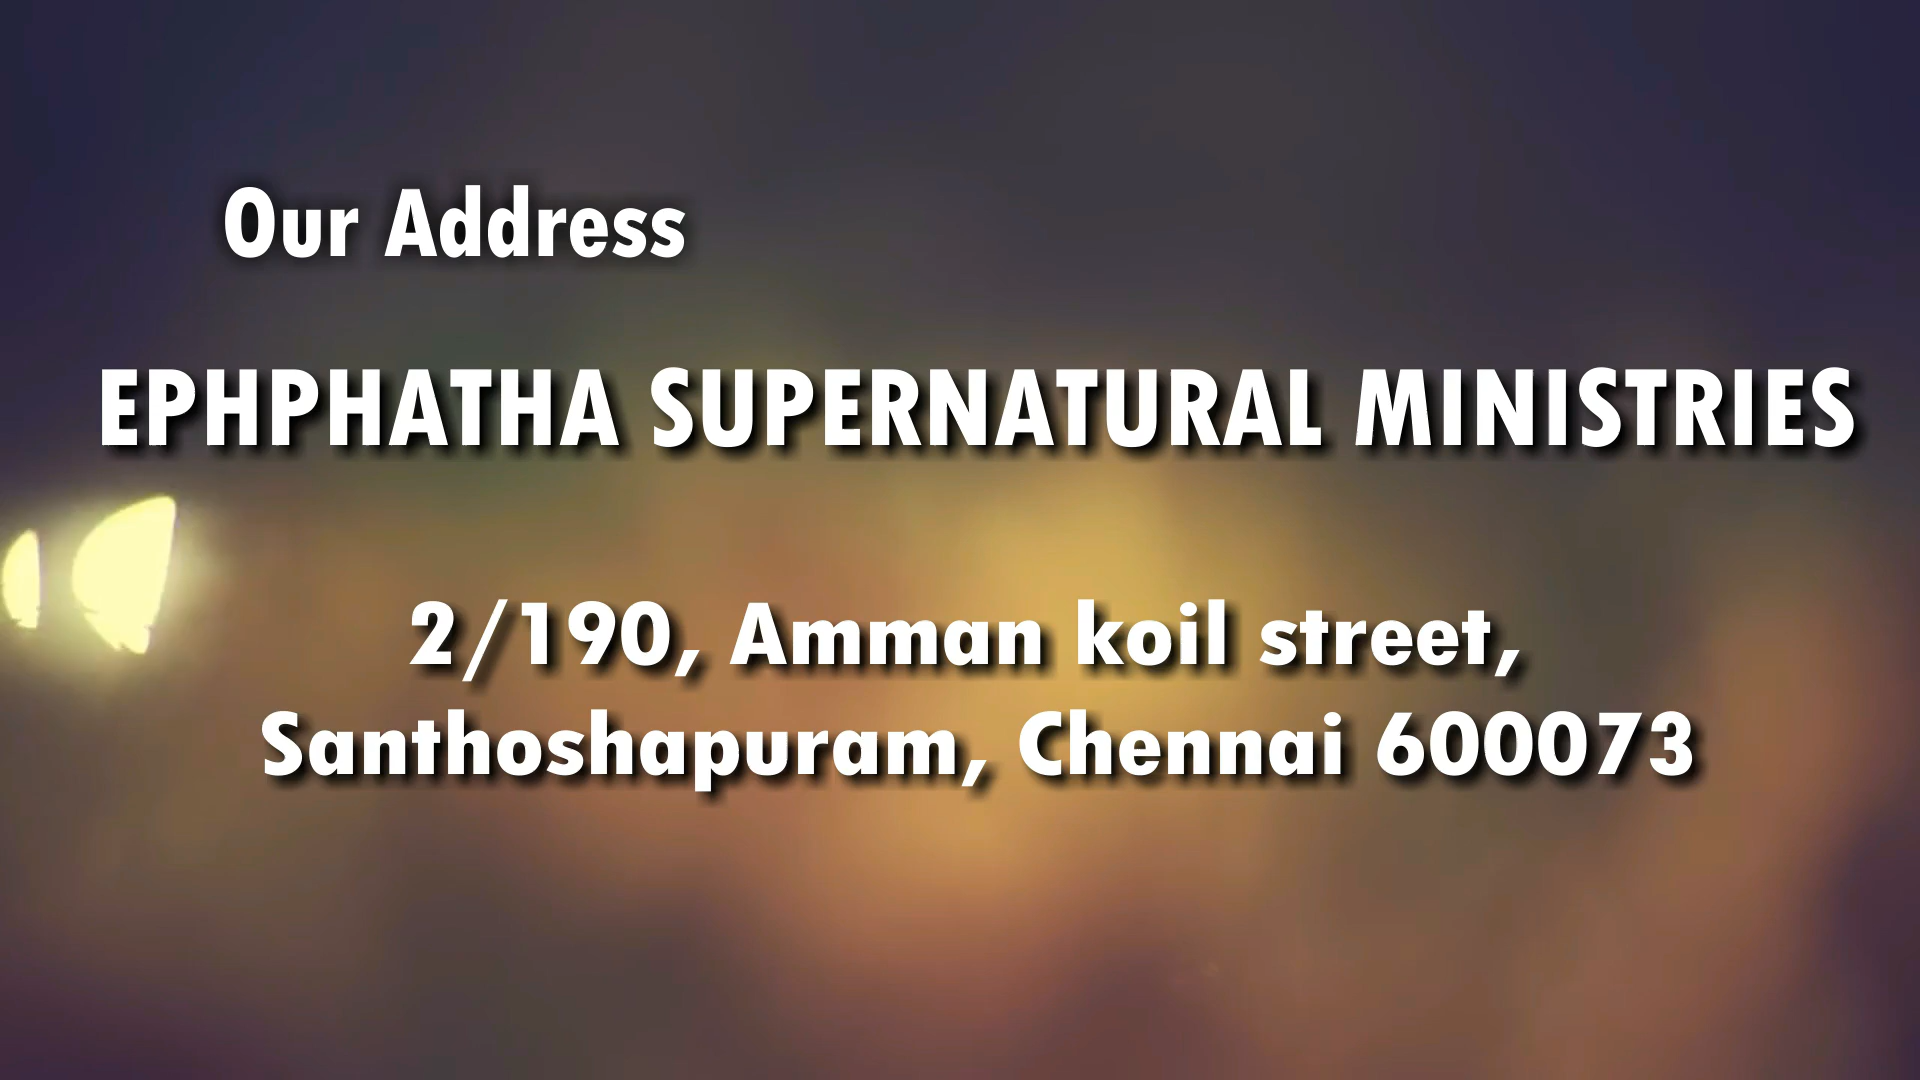 Our Address
EPHPHATHA SUPERNATURAL MINISTRIES
2/190, Amman koil street,
Santhoshapuram, Chennai 600073